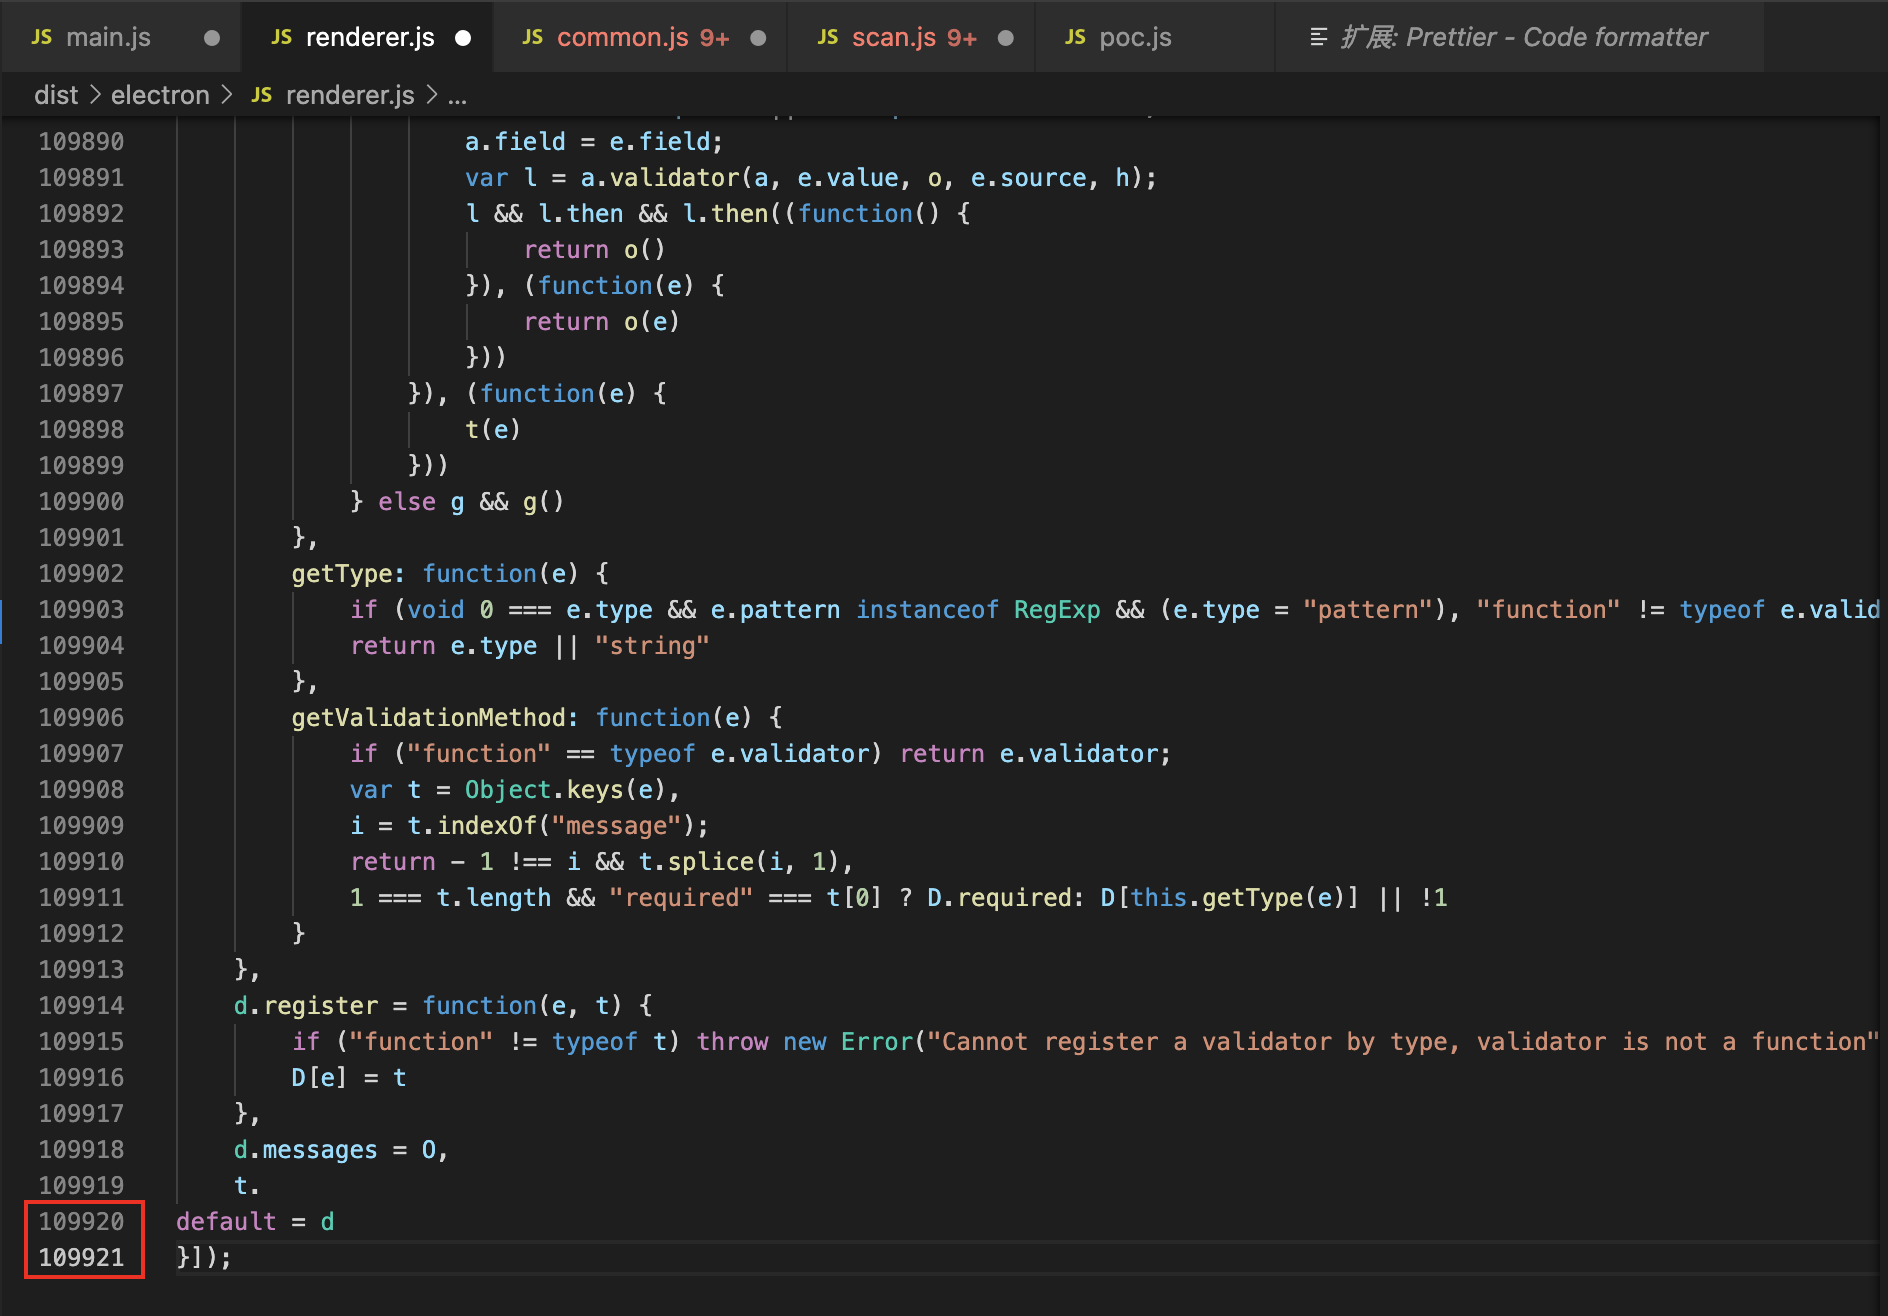 JS main.js ●
JS renderer.js ●
JS common.js 9+ ●
JS scan.js 9+ ●
JS poc.js
扩展: Prettier - Code formatter
dist > electron > JS renderer.js > ...
109890 a.field = e.field;
109891 var l = a.validator(a, e.value, o, e.source, h);
109892 l && l.then && l.then((function() {
109893 return o()
109894 }), (function(e) {
109895 return o(e)
109896 }))
109897 }), (function(e) {
109898 t(e)
109899 }))
109900 } else g && g()
109901 },
109902 getType: function(e) {
109903 if (void 0 === e.type && e.pattern instanceof RegExp && (e.type = "pattern"), "function" != typeof e.valid
109904 return e.type || "string"
109905 },
109906 getValidationMethod: function(e) {
109907 if ("function" == typeof e.validator) return e.validator;
109908 var t = Object.keys(e),
109909 i = t.indexOf("message");
109910 return - 1 !== i && t.splice(i, 1),
109911 1 === t.length && "required" === t[0] ? D.required: D[this.getType(e)] || !1
109912 }
109913 },
109914 d.register = function(e, t) {
109915 if ("function" != typeof t) throw new Error("Cannot register a validator by type, validator is not a function"
109916 D[e] = t
109917 },
109918 d.messages = O,
109919 t.
109920 default = d
109921 }]);